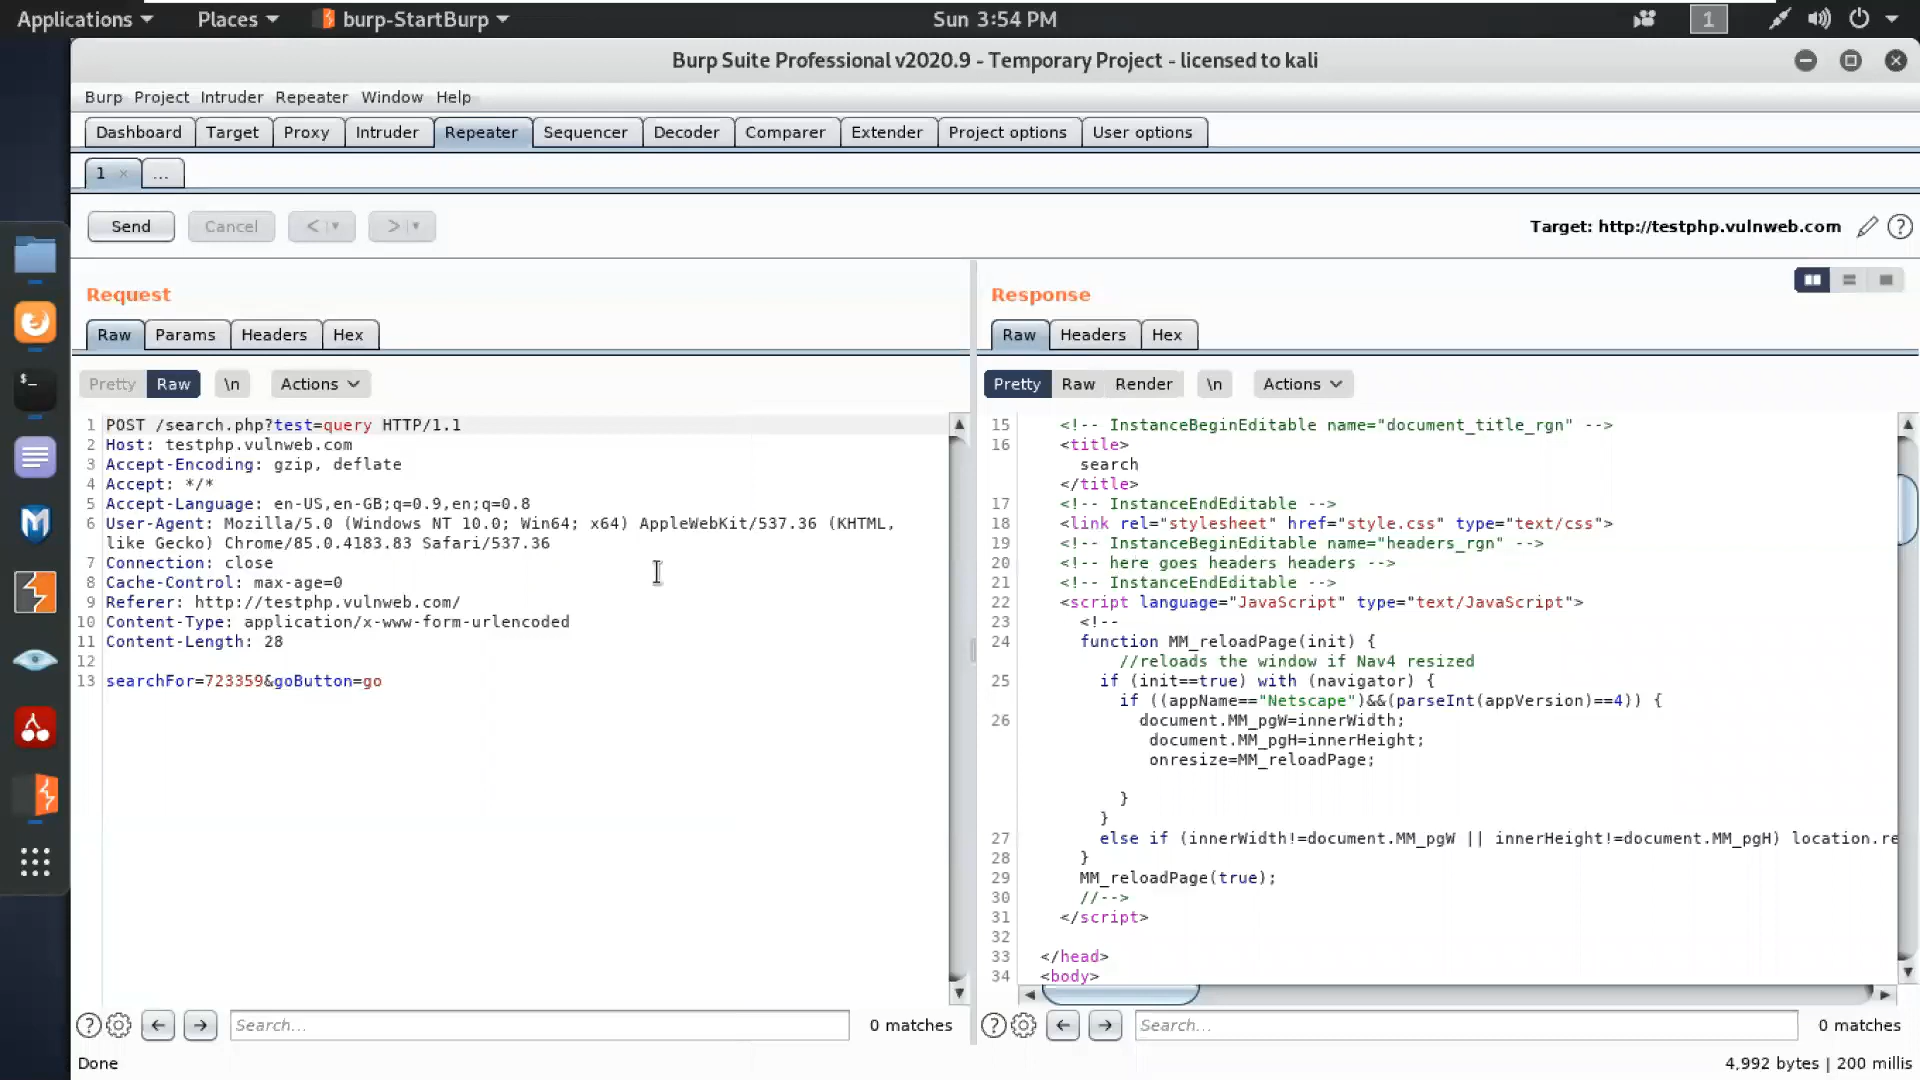 Applications Places burp-StartBurp Sun 3:54 PM 1
Burp Suite Professional v2020.9 - Temporary Project - licensed to kali
Burp Project Intruder Repeater Window Help
Dashboard Target Proxy Intruder Repeater Sequencer Decoder Comparer Extender Project options User options
1 × ...
Send Cancel < > Target: http://testphp.vulnweb.com ?
Request
Raw Params Headers Hex
Pretty Raw \n Actions
1 POST /search.php?test=query HTTP/1.1
2 Host: testphp.vulnweb.com
3 Accept-Encoding: gzip, deflate
4 Accept: */*
5 Accept-Language: en-US,en-GB;q=0.9,en;q=0.8
6 User-Agent: Mozilla/5.0 (Windows NT 10.0; Win64; x64) AppleWebKit/537.36 (KHTML,
like Gecko) Chrome/85.0.4183.83 Safari/537.36
7 Connection: close
8 Cache-Control: max-age=0
9 Referer: http://testphp.vulnweb.com/
10 Content-Type: application/x-www-form-urlencoded
11 Content-Length: 28
12
13 searchFor=723359&goButton=go
? Search... 0 matches
Response
Raw Headers Hex
Pretty Raw Render \n Actions
15 <!-- InstanceBeginEditable name="document_title_rgn" -->
16 <title>
search
</title>
17 <!-- InstanceEndEditable -->
18 <link rel="stylesheet" href="style.css" type="text/css">
19 <!-- InstanceBeginEditable name="headers_rgn" -->
20 <!-- here goes headers headers -->
21 <!-- InstanceEndEditable -->
22 <script language="JavaScript" type="text/JavaScript">
23 <!--
24 function MM_reloadPage(init) {
//reloads the window if Nav4 resized
25 if (init==true) with (navigator) {
if ((appName=="Netscape")&&(parseInt(appVersion)==4)) {
26 document.MM_pgW=innerWidth;
document.MM_pgH=innerHeight;
onresize=MM_reloadPage;
}
}
27 else if (innerWidth!=document.MM_pgW || innerHeight!=document.MM_pgH) location.re
28 }
29 MM_reloadPage(true);
30 //-->
31 </script>
32
33 </head>
34 <body>
? Search... 0 matches
Done 4,992 bytes | 200 millis